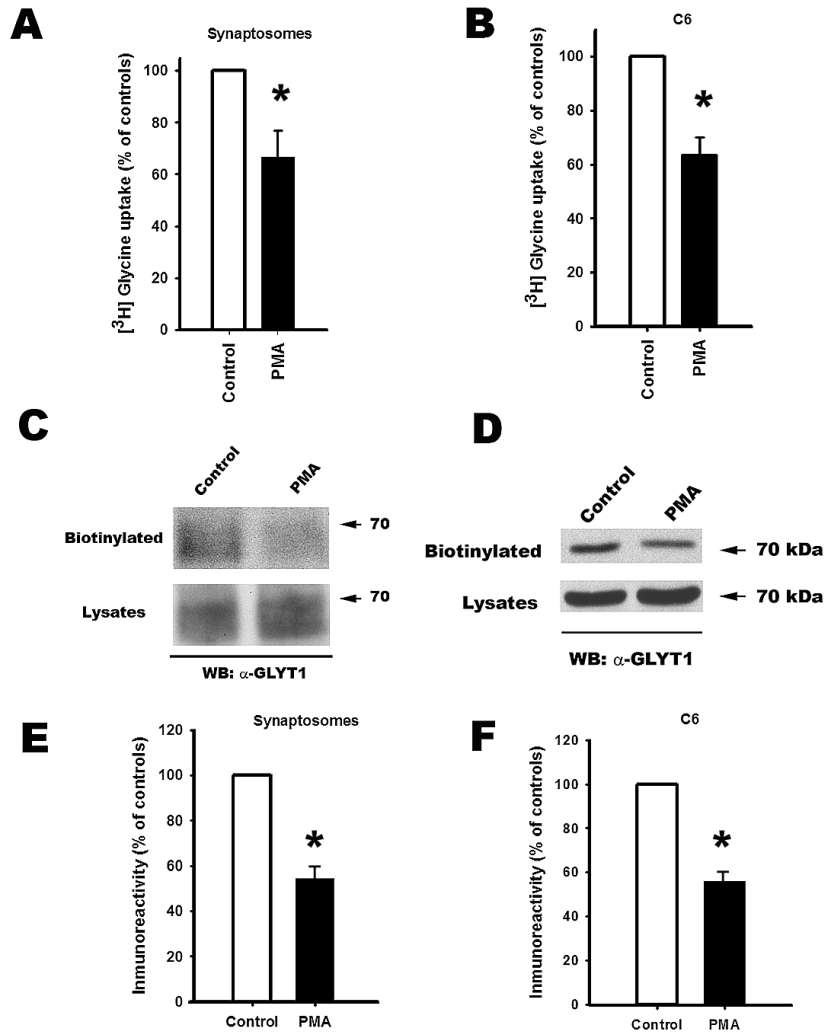 A
Synaptosomes
[³H] Glycine uptake (% of controls)
100
80
60
40
20
0
*
Control
PMA
B
C6
[³H] Glycine uptake (% of controls)
100
80
60
40
20
0
*
Control
PMA
C
Control
PMA
Biotinylated
70
Lysates
70
WB: α-GLYT1
D
Control
PMA
Biotinylated
70 kDa
Lysates
70 kDa
WB: α-GLYT1
E
Synaptosomes
Inmunoreactivity (% of controls)
120
100
80
60
40
20
0
*
Control
PMA
F
C6
Inmunoreactivity (% of controls)
120
100
80
60
40
20
0
*
Control
PMA